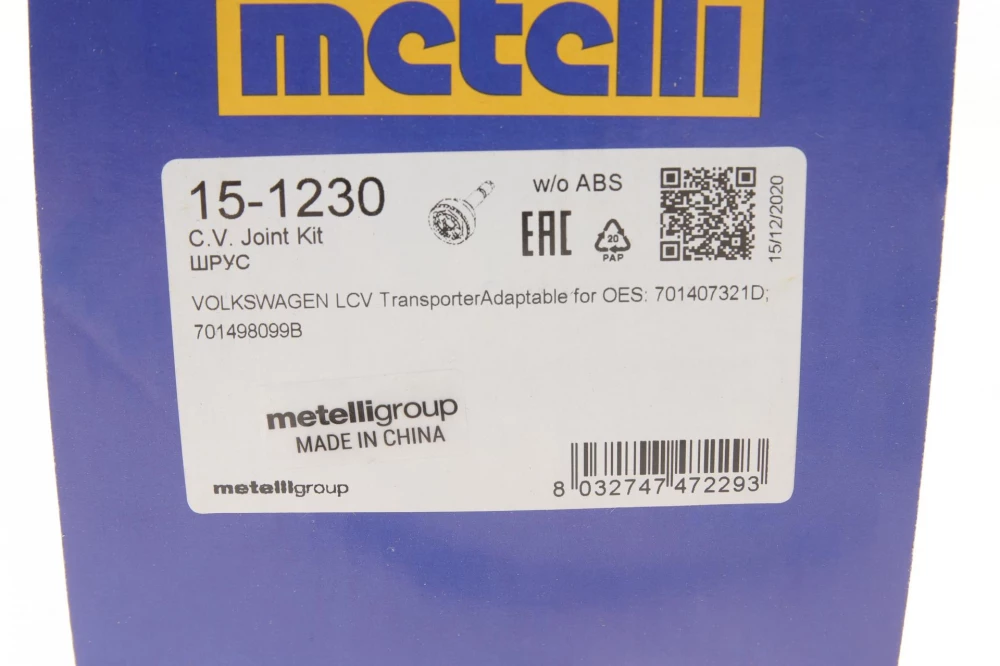 metelli
15-1230
C.V. Joint Kit
ШРУС
w/o ABS
EAC
20
PAP
15/12/2020
VOLKSWAGEN LCV TransporterAdaptable for OES: 701407321D;
701498099B
metelligroup
MADE IN CHINA
metelligroup
8 032747 472293